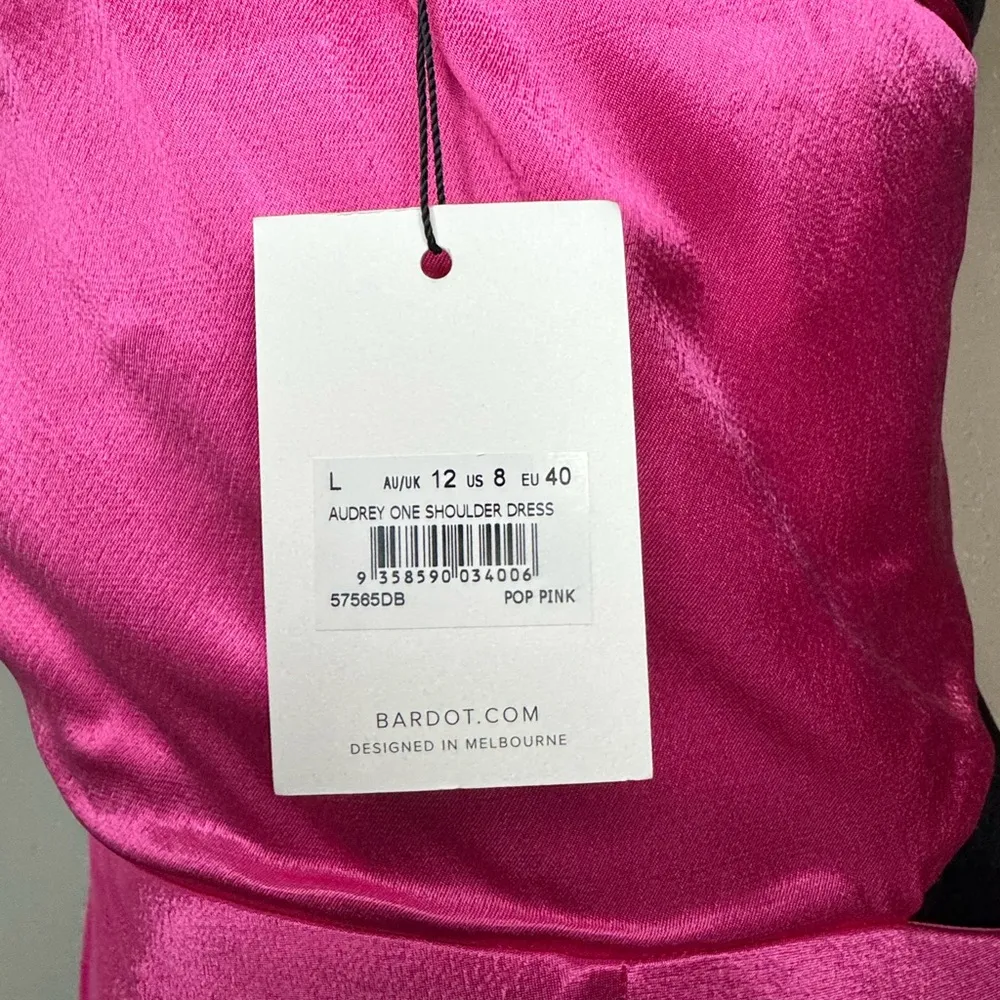 L AU/UK 12 US 8 EU 40
AUDREY ONE SHOULDER DRESS
9 358590 034006
57565DB POP PINK
BARDOT.COM
DESIGNED IN MELBOURNE